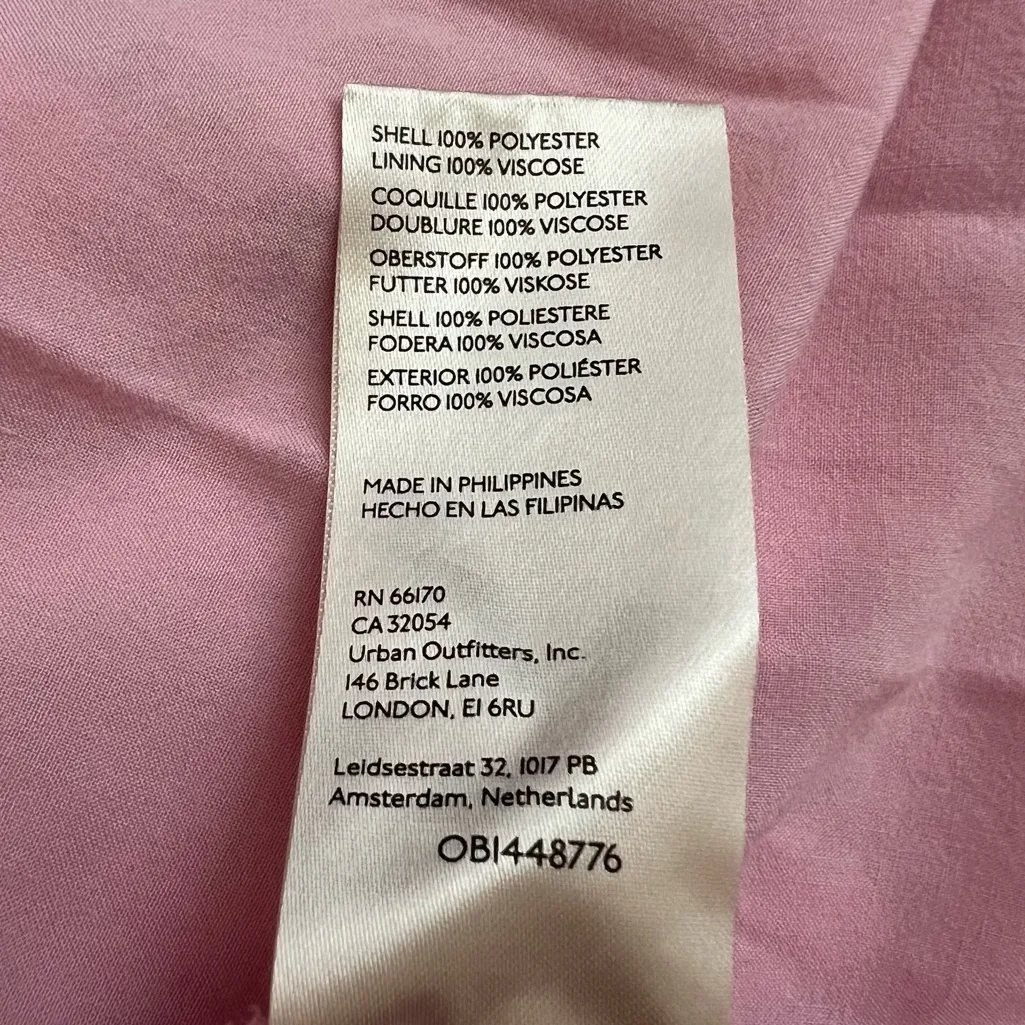 SHELL 100% POLYESTER
LINING 100% VISCOSE
COQUILLE 100% POLYESTER
DOUBLURE 100% VISCOSE
OBERSTOFF 100% POLYESTER
FUTTER 100% VISKOSE
SHELL 100% POLIESTERE
FODERA 100% VISCOSA
EXTERIOR 100% POLIÉSTER
FORRO 100% VISCOSA
MADE IN PHILIPPINES
HECHO EN LAS FILIPINAS
RN 66170
CA 32054
Urban Outfitters, Inc.
146 Brick Lane
LONDON, E1 6RU
Leidsestraat 32, 1017 PB
Amsterdam, Netherlands
OB1448776